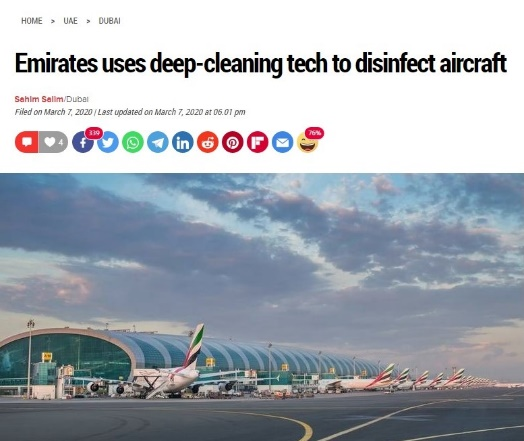 HOME > UAE > DUBAI
Emirates uses deep-cleaning tech to disinfect aircraft
Sahim Salim/Dubai
Filed on March 7, 2020 | Last updated on March 7, 2020 at 06.01 pm
4 339 76%